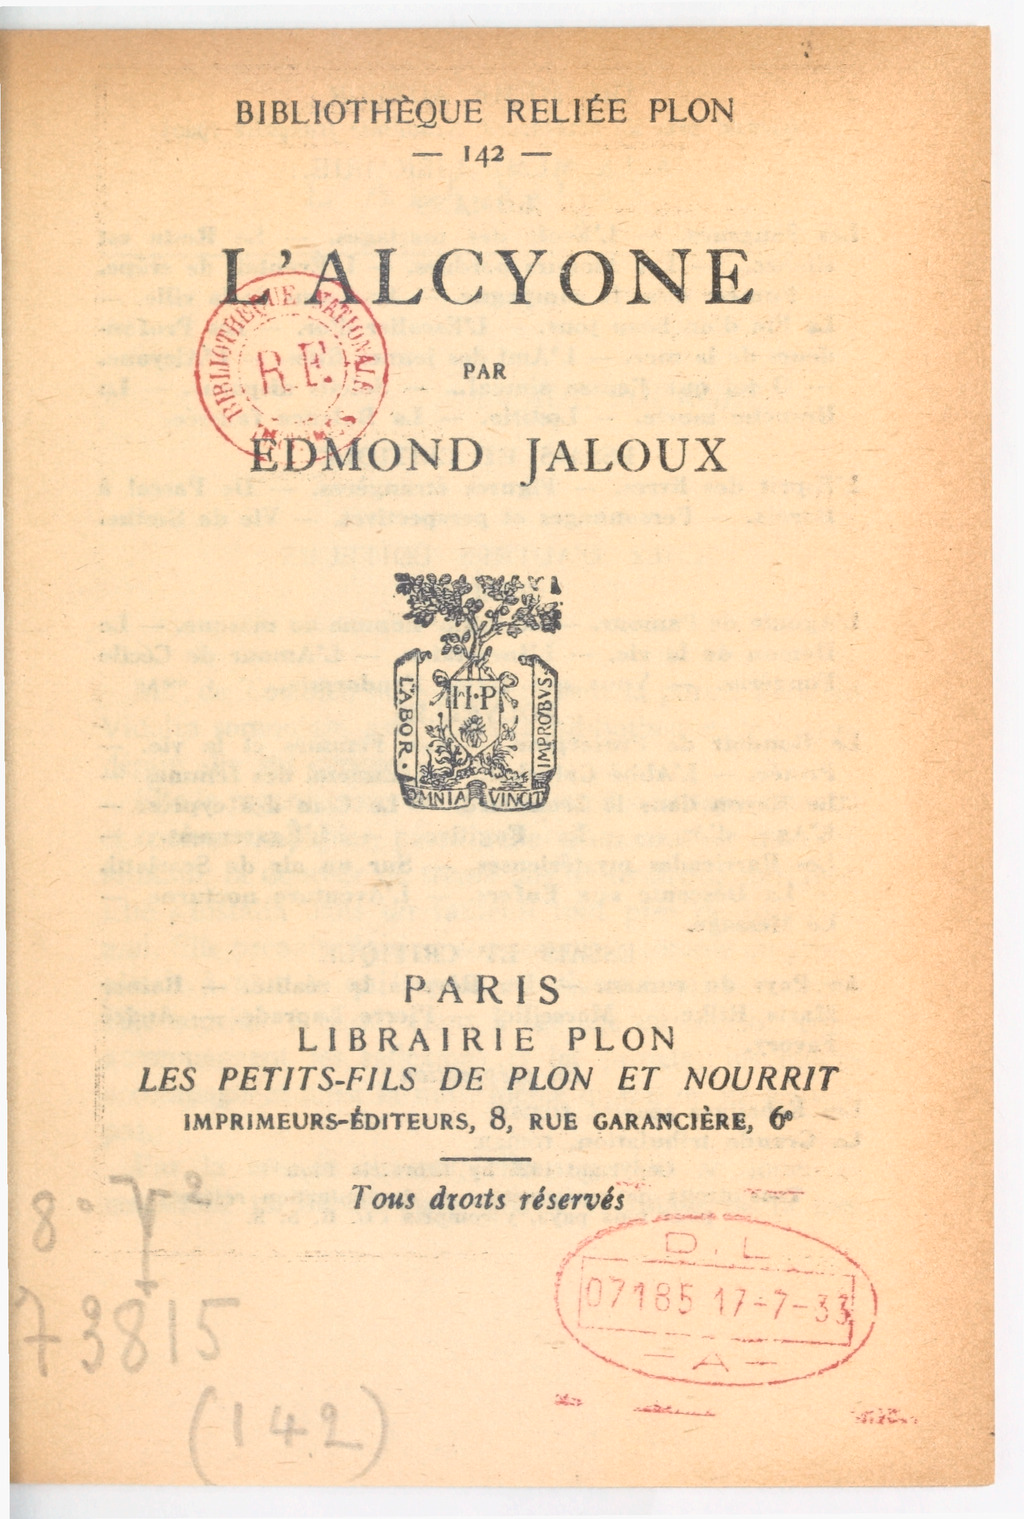 BIBLIOTHÈQUE RELIÉE PLON
— 142 —
L'ALCYONE
BIBLIOTHÈQUE NATIONALE
R.F.
PAR
EDMOND JALOUX
H·P
LABOR·
IMPROBVS
OMNIA VINCIT
PARIS
LIBRAIRIE PLON
LES PETITS-FILS DE PLON ET NOURRIT
IMPRIMEURS-ÉDITEURS, 8, RUE GARANCIÈRE, 6e
Tous droits réservés
8° Y2
73815
(142)
D.L
07185 17-7-33
— A —